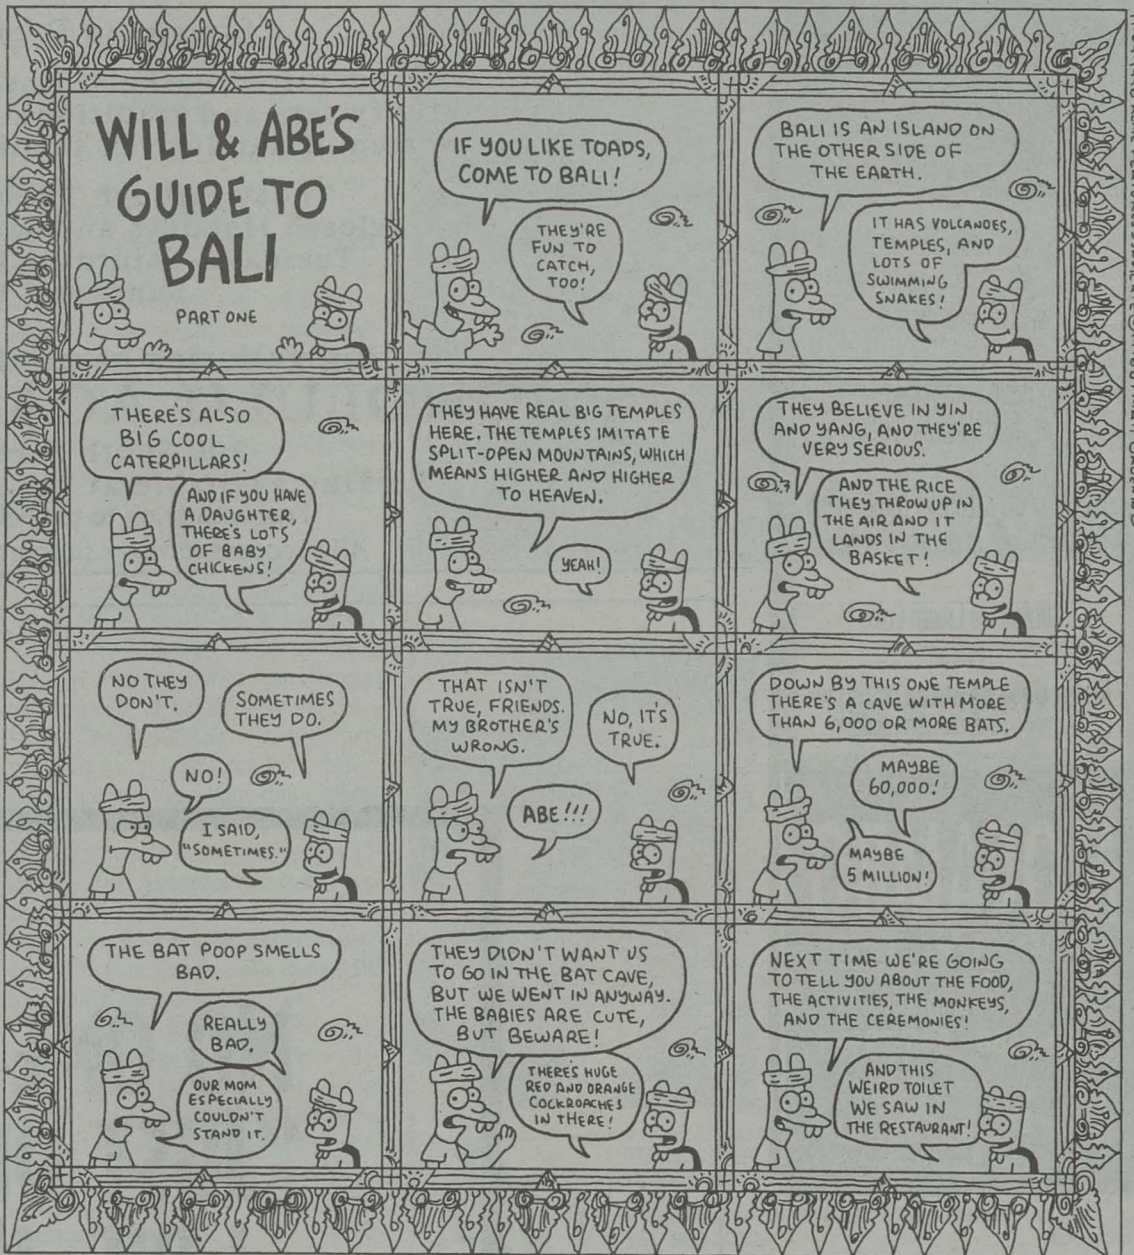 WILL & ABE'S
GUIDE TO
BALI
PART ONE
IF YOU LIKE TOADS,
COME TO BALI!
THEY'RE
FUN TO
CATCH,
TOO!
BALI IS AN ISLAND ON
THE OTHER SIDE OF
THE EARTH.
IT HAS VOLCANOES,
TEMPLES, AND
LOTS OF
SWIMMING
SNAKES!
THERE'S ALSO
BIG COOL
CATERPILLARS!
AND IF YOU HAVE
A DAUGHTER,
THERE'S LOTS
OF BABY
CHICKENS!
THEY HAVE REAL BIG TEMPLES
HERE. THE TEMPLES IMITATE
SPLIT-OPEN MOUNTAINS, WHICH
MEANS HIGHER AND HIGHER
TO HEAVEN.
YEAH!
THEY BELIEVE IN YIN
AND YANG, AND THEY'RE
VERY SERIOUS.
AND THE RICE
THEY THROW UP IN
THE AIR AND IT
LANDS IN THE
BASKET!
NO THEY
DON'T.
SOMETIMES
THEY DO.
NO!
I SAID,
"SOMETIMES."
THAT ISN'T
TRUE, FRIENDS.
MY BROTHER'S
WRONG.
NO, IT'S
TRUE.
ABE!!!
DOWN BY THIS ONE TEMPLE
THERE'S A CAVE WITH MORE
THAN 6,000 OR MORE BATS.
MAYBE
60,000!
MAYBE
5 MILLION!
THE BAT POOP SMELLS
BAD.
REALLY
BAD.
OUR MOM
ESPECIALLY
COULDN'T
STAND IT.
THEY DIDN'T WANT US
TO GO IN THE BAT CAVE,
BUT WE WENT IN ANYWAY.
THE BABIES ARE CUTE,
BUT BEWARE!
THERE'S HUGE
RED AND ORANGE
COCKROACHES
IN THERE!
NEXT TIME WE'RE GOING
TO TELL YOU ABOUT THE FOOD,
THE ACTIVITIES, THE MONKEYS,
AND THE CEREMONIES!
AND THIS
WEIRD TOILET
WE SAW IN
THE RESTAURANT!